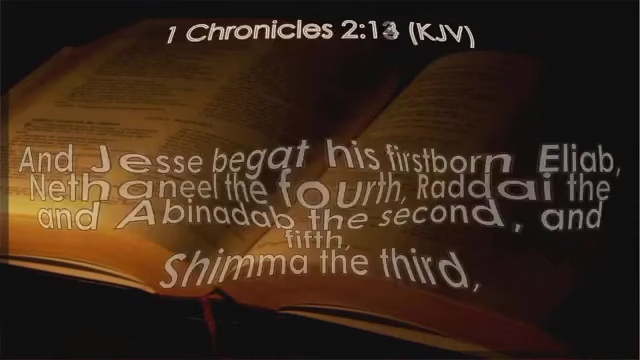 1 Chronicles 2:13 (KJV)
And Jesse begat his firstborn Eliab,
Nethaneel the fourth, Raddai the
and Abinadab the second, and
fifth,
Shimma the third,